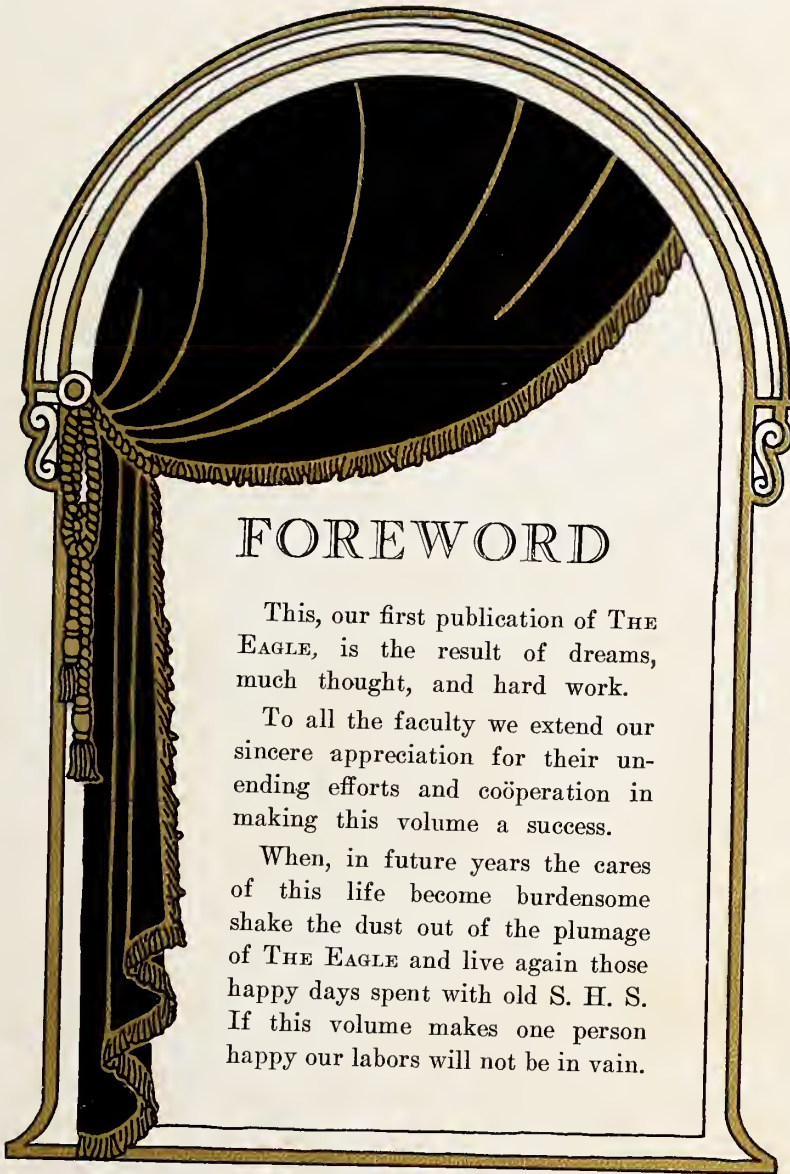 FOREWORD
This, our first publication of THE
EAGLE, is the result of dreams,
much thought, and hard work.
To all the faculty we extend our
sincere appreciation for their un-
ending efforts and coöperation in
making this volume a success.
When, in future years the cares
of this life become burdensome
shake the dust out of the plumage
of THE EAGLE and live again those
happy days spent with old S. H. S.
If this volume makes one person
happy our labors will not be in vain.